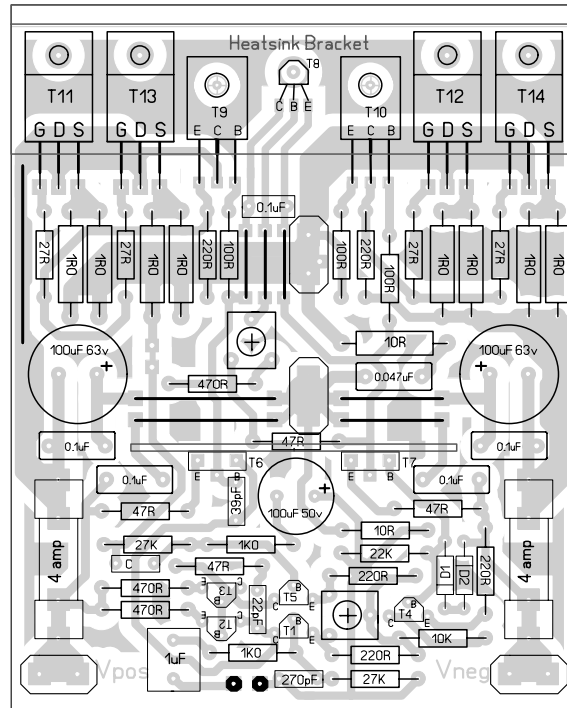 Heatsink Bracket
T11 T13 T9 T8 T10 T12 T14
C B E
G D S G D S E C B E C B G D S G D S
0.1uF
27R 1R0 1R0 27R 1R0 1R0 220R 100R 100R 220R 100R 27R 1R0 1R0 27R 1R0 1R0
100uF 63v + 10R 100uF 63v +
470R 0.047uF
47R
0.1uF 0.1uF
T6 T7
E B E B
0.1uF 39pF + 0.1uF
100uF 50v
47R 47R
10R
27K 1K0 22K
4 amp C 47R 220R D1 D2 220R 4 amp
470R C T3 B E 22pF B T5 C E
470R E T2 B C B T1 C E B T4 C E
10K
Vpos 1uF 1K0 220R Vneg
270pF 27K